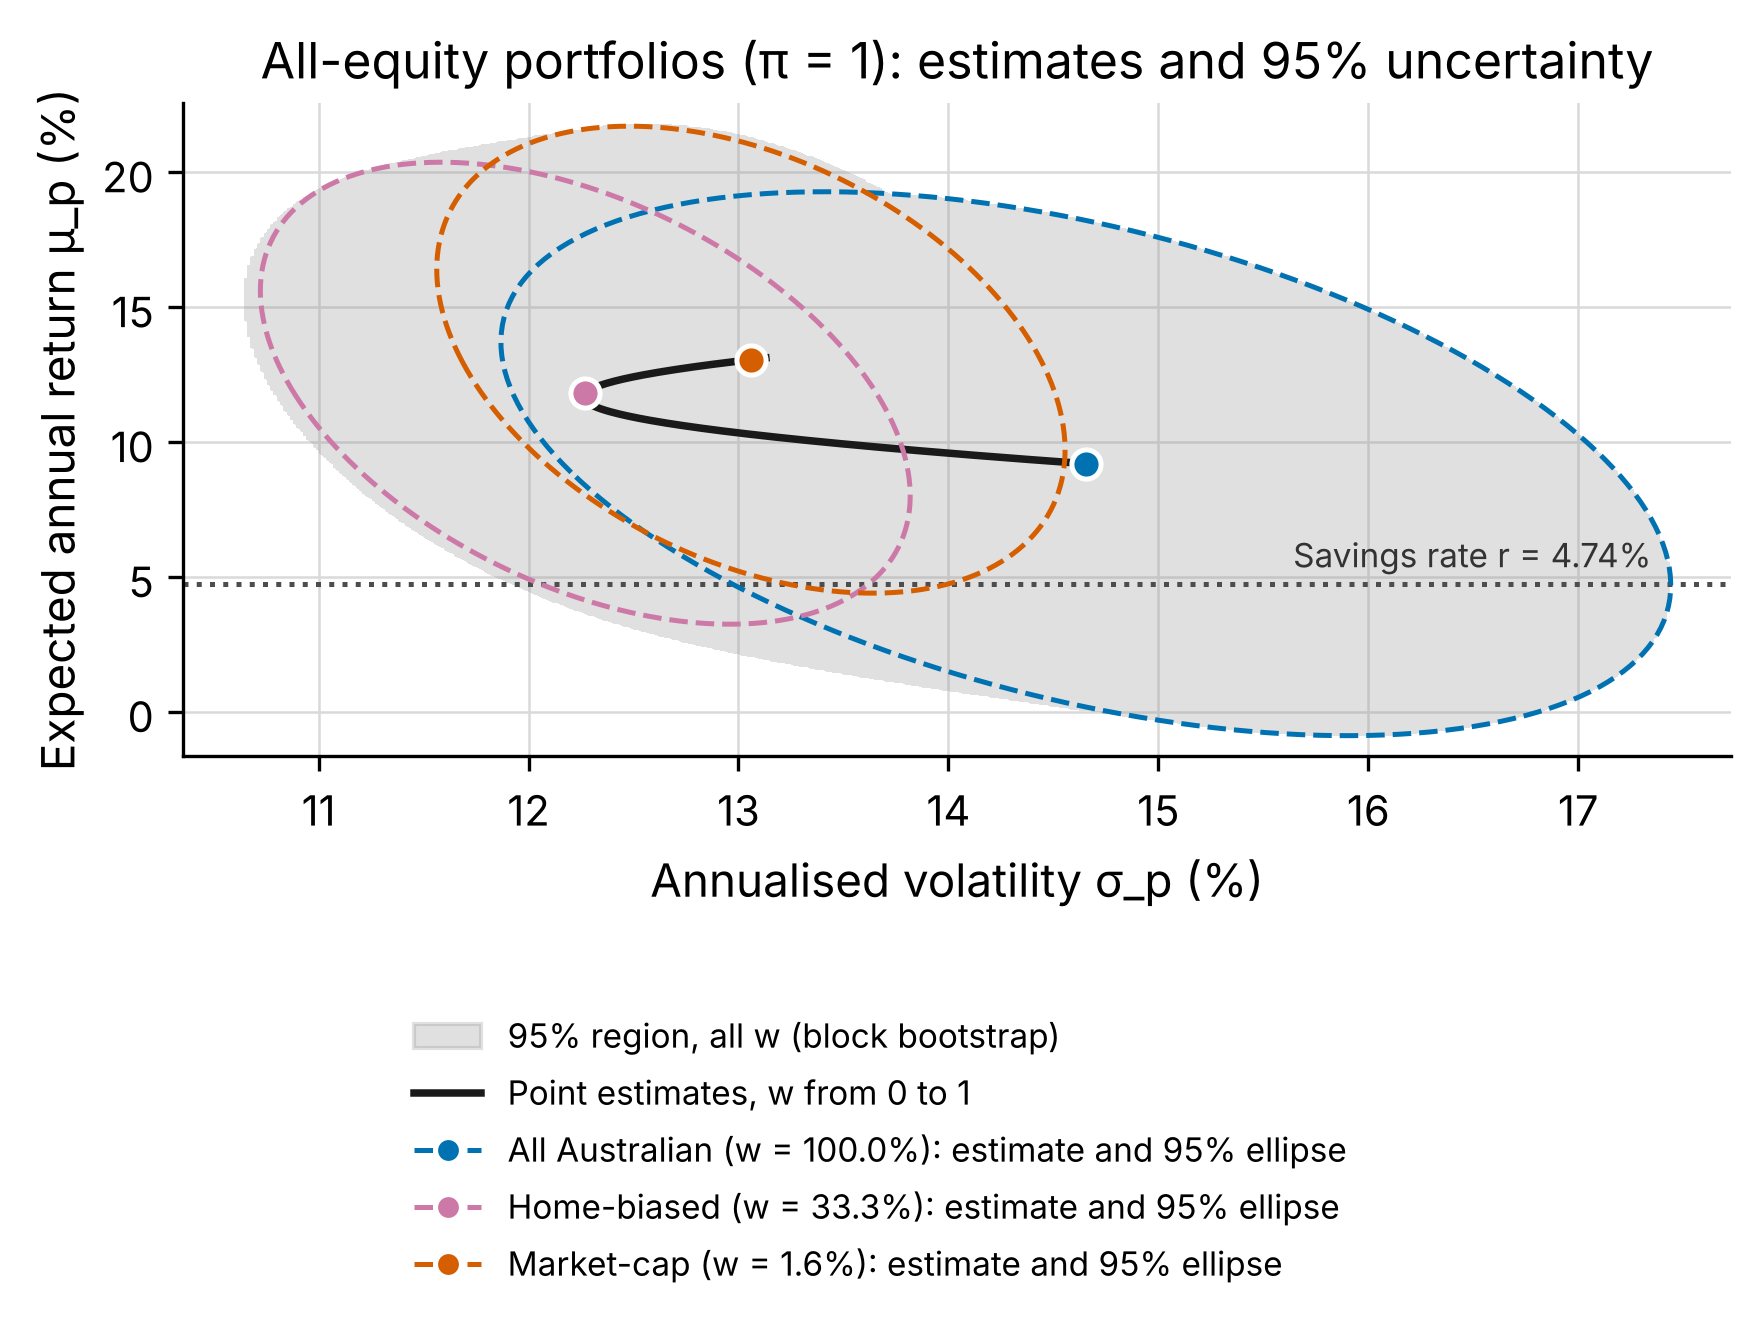 All-equity portfolios (π = 1): estimates and 95% uncertainty
Expected annual return μ_p (%)
20
15
10
5
0
Savings rate r = 4.74%
11 12 13 14 15 16 17
Annualised volatility σ_p (%)
95% region, all w (block bootstrap)
Point estimates, w from 0 to 1
All Australian (w = 100.0%): estimate and 95% ellipse
Home-biased (w = 33.3%): estimate and 95% ellipse
Market-cap (w = 1.6%): estimate and 95% ellipse